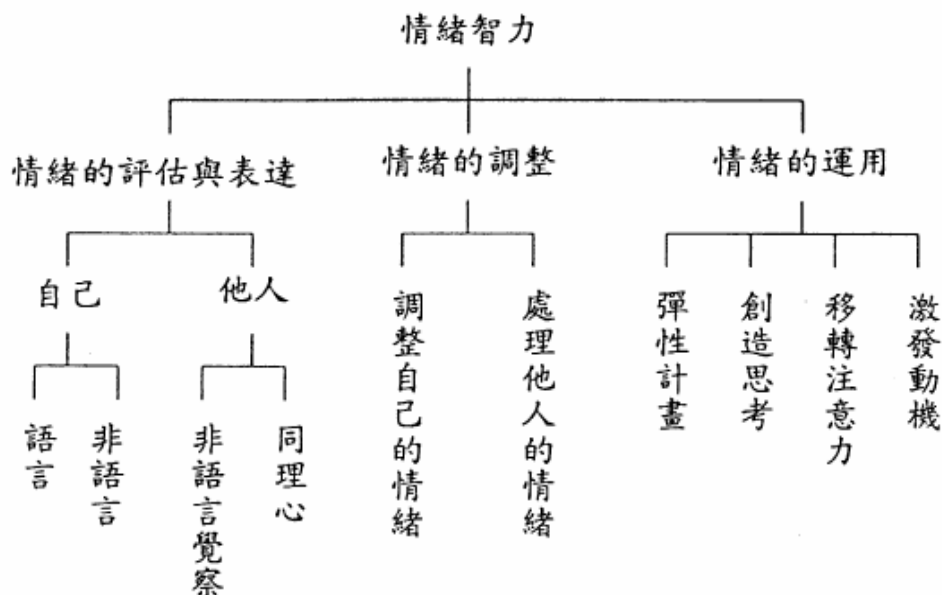 情緒智力
情緒的評估與表達
情緒的調整
情緒的運用
自己
他人
調整自己的情緒
處理他人的情緒
彈性計畫
創造思考
移轉注意力
激發動機
語言
非語言
非語言覺察
同理心